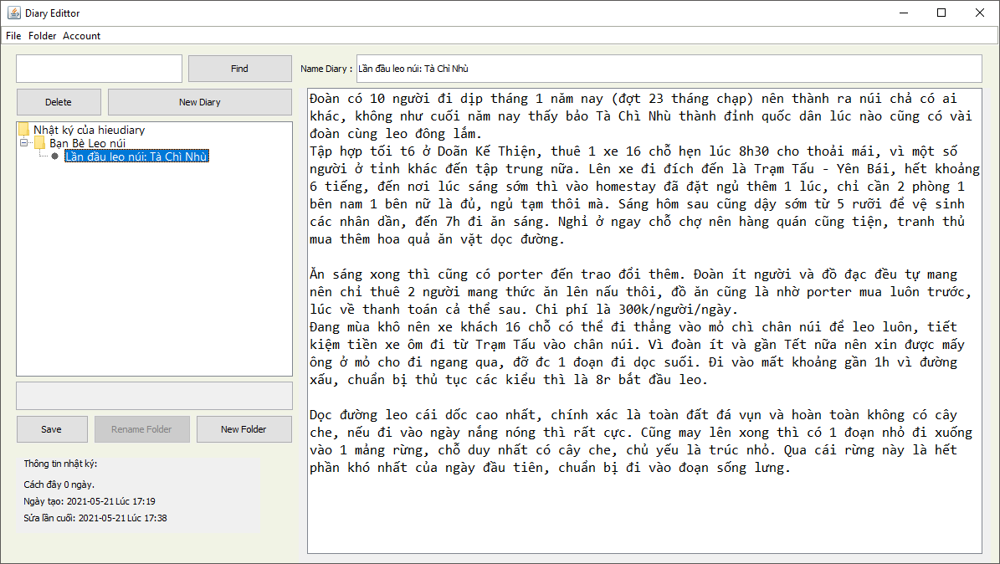 Diary Edittor
File Folder Account
Find
Name Diary :
Lần đầu leo núi: Tà Chì Nhù
Delete
New Diary
Nhật ký của hieudiary
Bạn Bè Leo núi
Lần đầu leo núi: Tà Chì Nhù
Đoàn có 10 người đi dịp tháng 1 năm nay (đợt 23 tháng chạp) nên thành ra núi chả có ai
khác, không như cuối năm nay thấy bảo Tà Chì Nhù thành đỉnh quốc dân lúc nào cũng có vài
đoàn cùng leo đông lắm.
Tập hợp tối t6 ở Doãn Kế Thiện, thuê 1 xe 16 chỗ hẹn lúc 8h30 cho thoải mái, vì một số
người ở tỉnh khác đến tập trung nữa. Lên xe đi đích đến là Trạm Tấu - Yên Bái, hết khoảng
6 tiếng, đến nơi lúc sáng sớm thì vào homestay đã đặt ngủ thêm 1 lúc, chỉ cần 2 phòng 1
bên nam 1 bên nữ là đủ, ngủ tạm thôi mà. Sáng hôm sau cũng dậy sớm từ 5 rưỡi để vệ sinh
các nhân dần, đến 7h đi ăn sáng. Nghỉ ở ngay chỗ chợ nên hàng quán cũng tiện, tranh thủ
mua thêm hoa quả ăn vặt dọc đường.
Ăn sáng xong thì cũng có porter đến trao đổi thêm. Đoàn ít người và đồ đạc đều tự mang
nên chỉ thuê 2 người mang thức ăn lên nấu thôi, đồ ăn cũng là nhờ porter mua luôn trước,
lúc về thanh toán cả thể sau. Chi phí là 300k/người/ngày.
Đang mùa khô nên xe khách 16 chỗ có thể đi thẳng vào mỏ chì chân núi để leo luôn, tiết
kiệm tiền xe ôm đi từ Trạm Tấu vào chân núi. Vì đoàn ít và gần Tết nữa nên xin được mấy
ông ở mỏ cho đi ngang qua, đỡ đc 1 đoạn đi dọc suối. Đi vào mất khoảng gần 1h vì đường
xấu, chuẩn bị thủ tục các kiểu thì là 8r bắt đầu leo.
Dọc đường leo cái dốc cao nhất, chính xác là toàn đất đá vụn và hoàn toàn không có cây
che, nếu đi vào ngày nắng nóng thì rất cực. Cũng may lên xong thì có 1 đoạn nhỏ đi xuống
vào 1 mảng rừng, chỗ duy nhất có cây che, chủ yếu là trúc nhỏ. Qua cái rừng này là hết
phần khó nhất của ngày đầu tiên, chuẩn bị đi vào đoạn sống lưng.
Save
Rename Folder
New Folder
Thông tin nhật ký:
Cách đây 0 ngày.
Ngày tạo: 2021-05-21 Lúc 17:19
Sửa lần cuối: 2021-05-21 Lúc 17:38